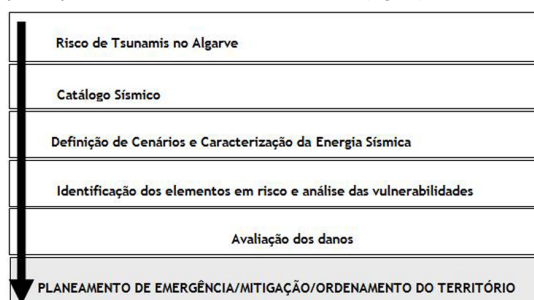 Risco de Tsunamis no Algarve
Catálogo Sísmico
Definição de Cenários e Caracterização da Energia Sísmica
Identificação dos elementos em risco e análise das vulnerabilidades
Avaliação dos danos
PLANEAMENTO DE EMERGÊNCIA/MITIGAÇÃO/ORDENAMENTO DO TERRITÓRIO